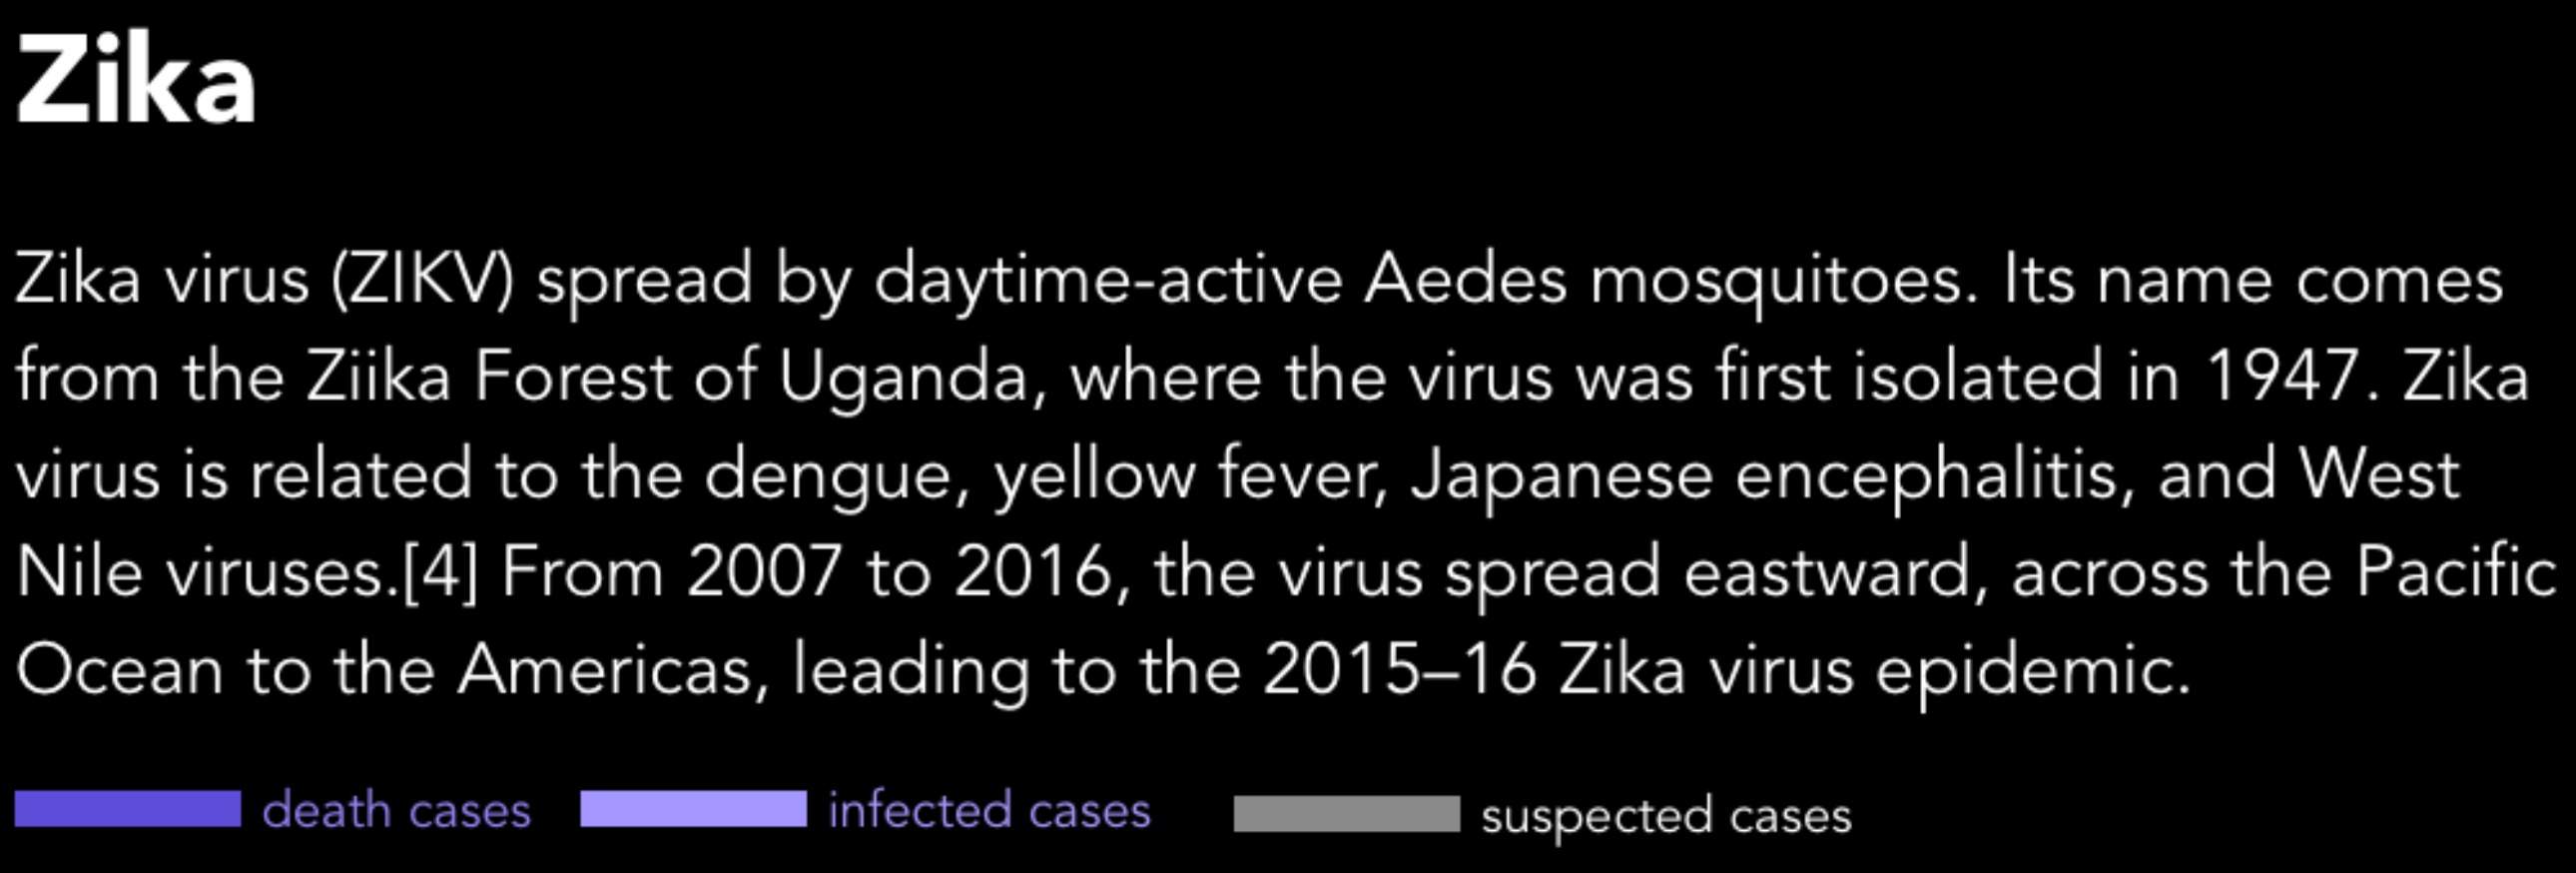 Zika
Zika virus (ZIKV) spread by daytime-active Aedes mosquitoes. Its name comes
from the Ziika Forest of Uganda, where the virus was first isolated in 1947. Zika
virus is related to the dengue, yellow fever, Japanese encephalitis, and West
Nile viruses.[4] From 2007 to 2016, the virus spread eastward, across the Pacific
Ocean to the Americas, leading to the 2015–16 Zika virus epidemic.
death cases infected cases suspected cases